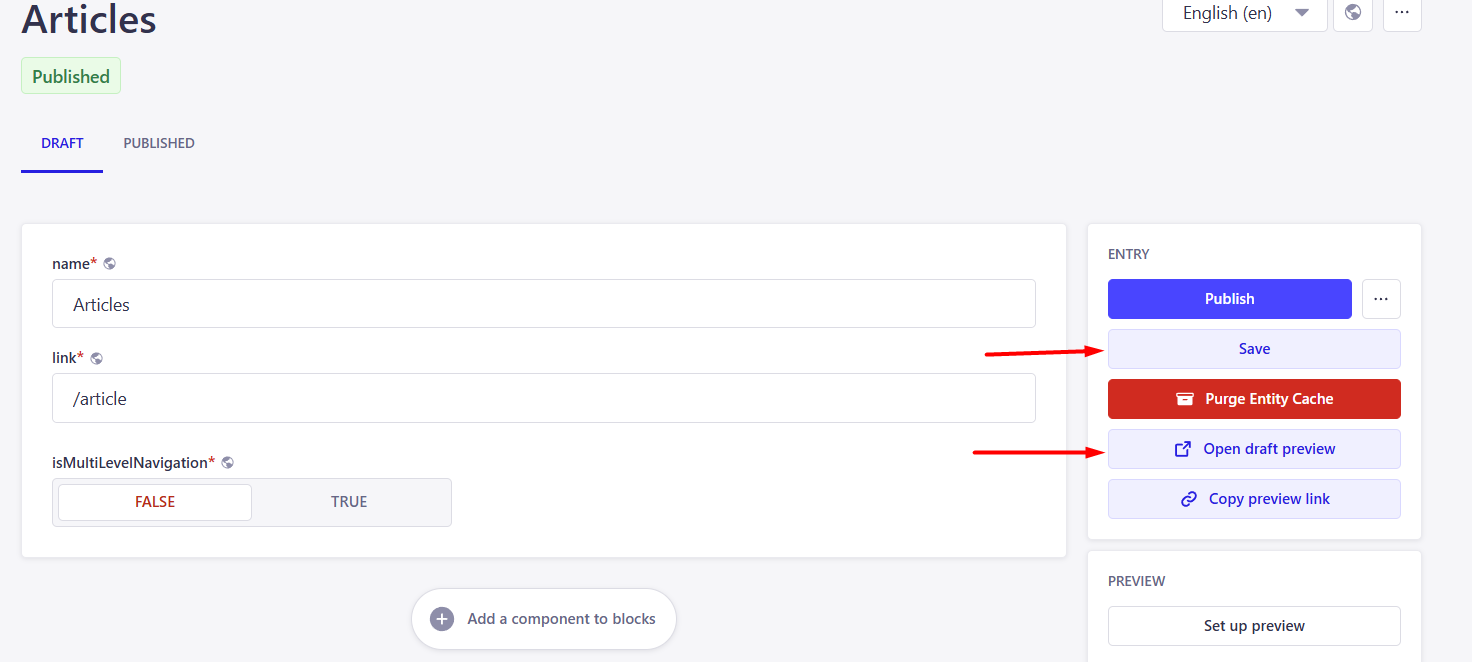 Articles
English (en)
...
Published
DRAFT
PUBLISHED
name*
Articles
link*
/article
isMultiLevelNavigation*
FALSE
TRUE
Add a component to blocks
ENTRY
Publish
...
Save
Purge Entity Cache
Open draft preview
Copy preview link
PREVIEW
Set up preview